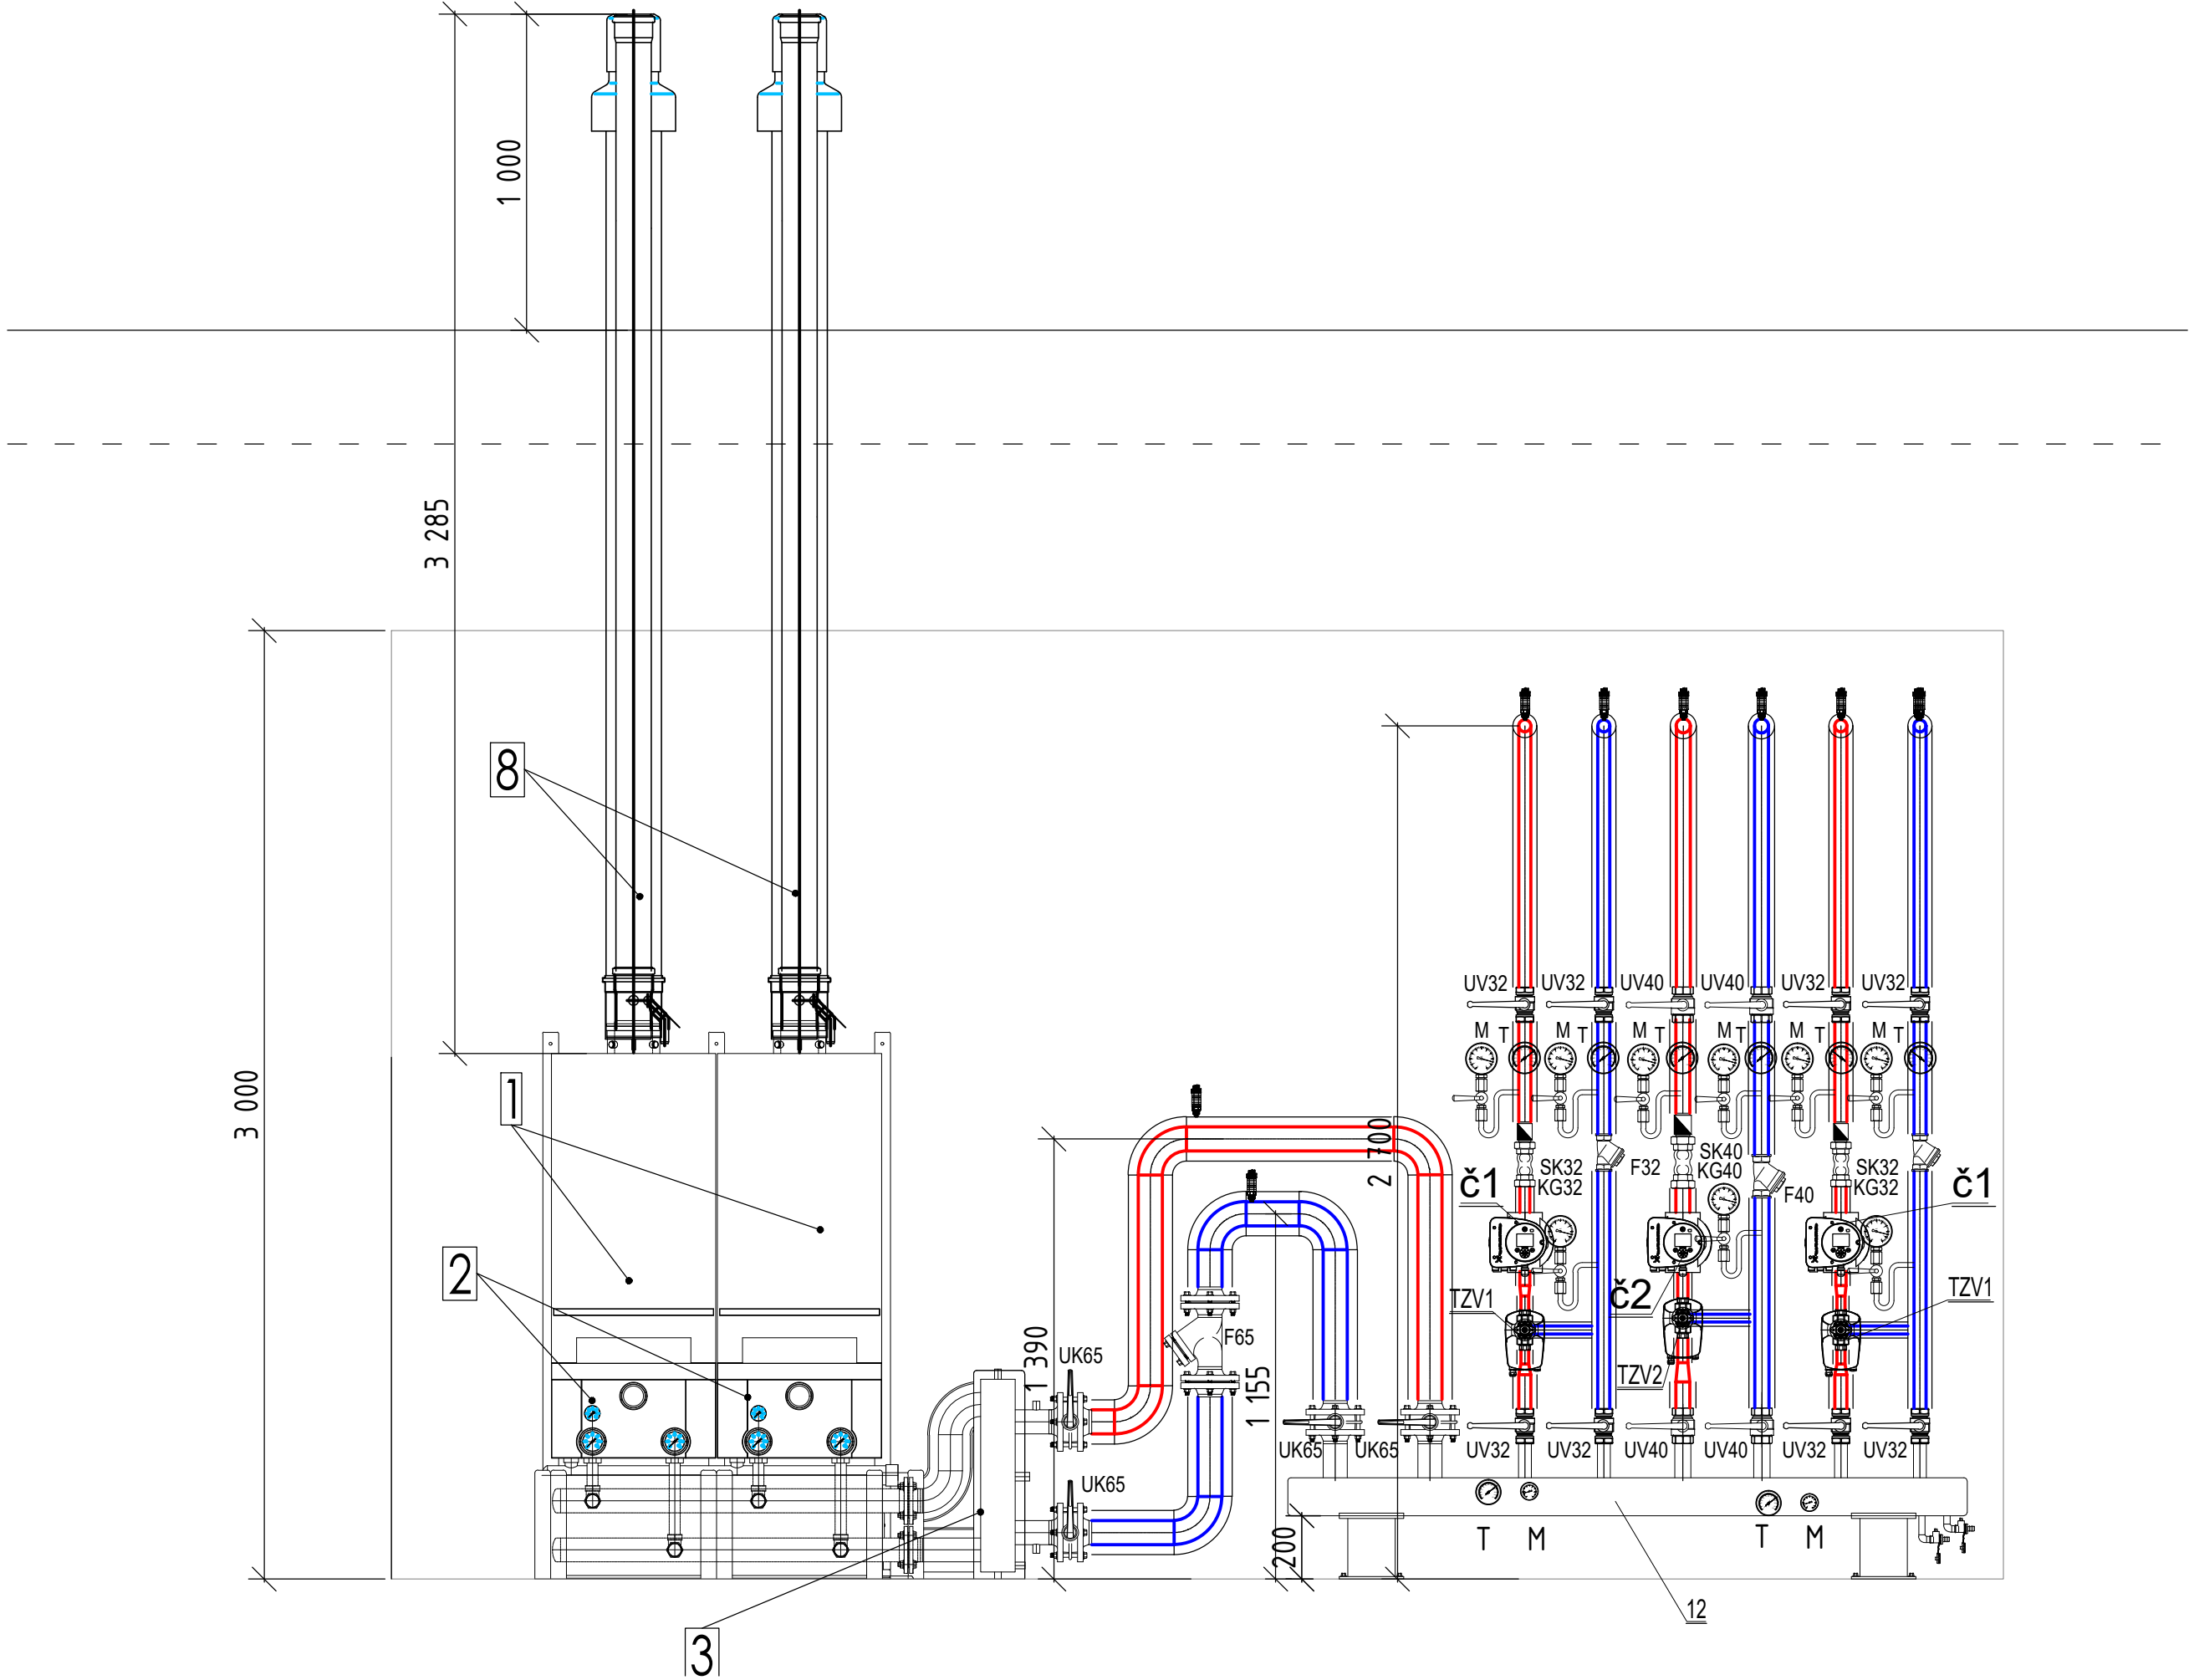 1 000
3 285
3 000
8
1
2
3
UV32 UV32 UV40 UV40 UV32 UV32
M T M T M T M T M T M T
2 700
SK32
KG32
F32
SK40
KG40
F40
SK32
KG32
č1 č1
č2
TZV1 TZV1
TZV2
F65
UK65
1 390
1 155
UK65 UK65
UV32 UV32 UV40 UV40 UV32 UV32
UK65
T M T M
200
12